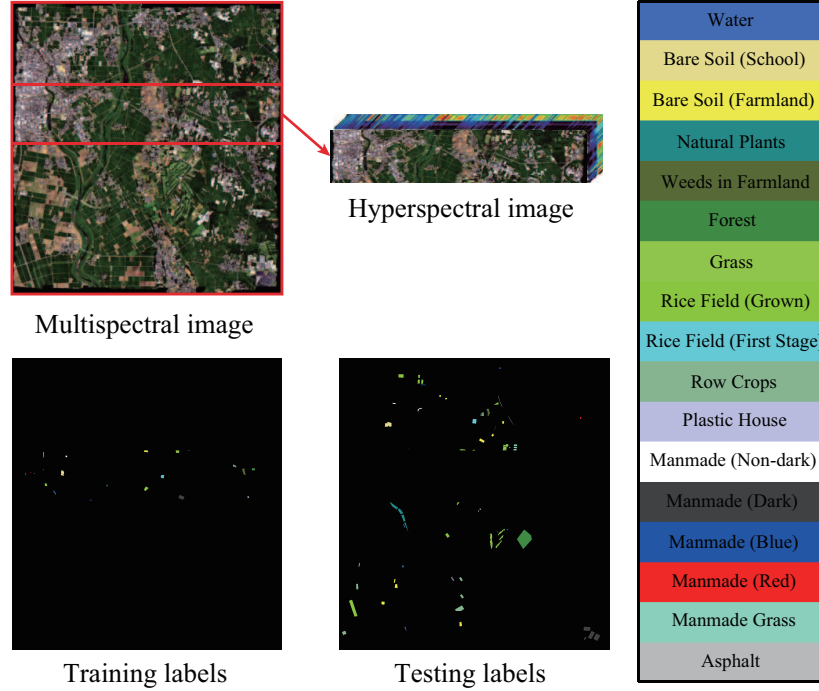 Hyperspectral image
Multispectral image
Training labels
Testing labels
Water
Bare Soil (School)
Bare Soil (Farmland)
Natural Plants
Weeds in Farmland
Forest
Grass
Rice Field (Grown)
Rice Field (First Stage)
Row Crops
Plastic House
Manmade (Non-dark)
Manmade (Dark)
Manmade (Blue)
Manmade (Red)
Manmade Grass
Asphalt